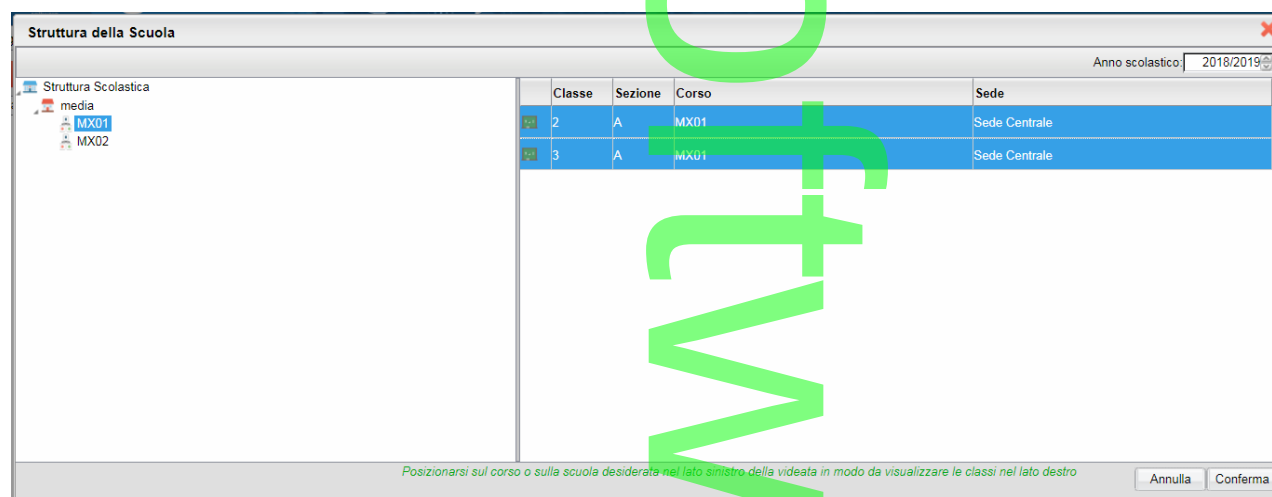 Struttura della Scuola
Anno scolastico: 2018/2019
Struttura Scolastica
media
MX01
MX02
Classe Sezione Corso Sede
2 A MX01 Sede Centrale
3 A MX01 Sede Centrale
Posizionarsi sul corso o sulla scuola desiderata nel lato sinistro della videata in modo da visualizzare le classi nel lato destro
Annulla Conferma
ftw